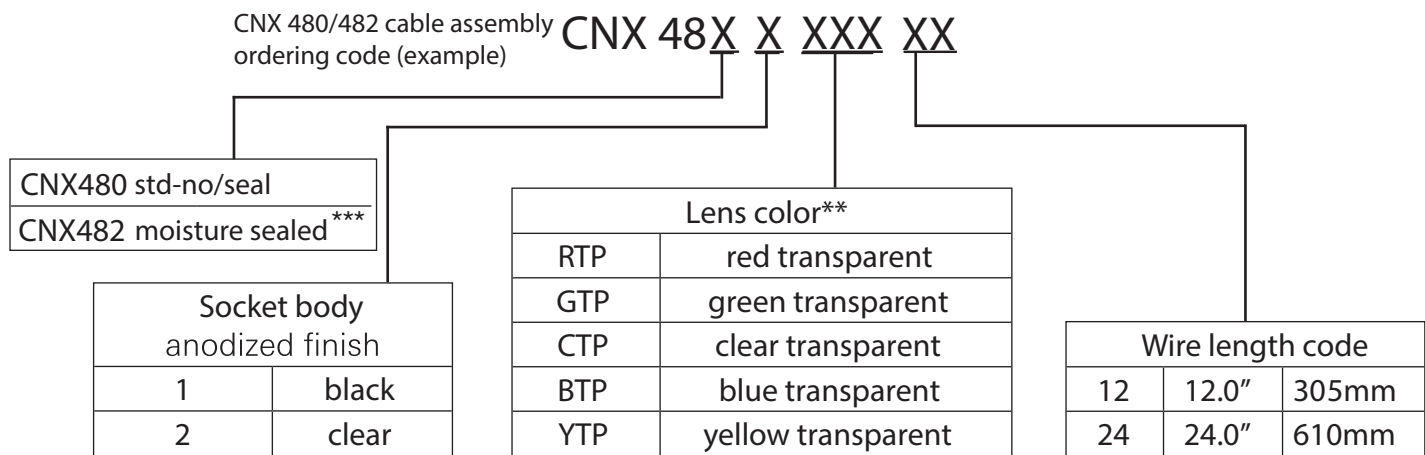 CNX 480/482 cable assembly
ordering code (example)
CNX 48X X XXX XX
CNX480 std-no/seal
CNX482 moisture sealed***
Socket body
anodized finish
1 black
2 clear
Lens color**
RTP red transparent
GTP green transparent
CTP clear transparent
BTP blue transparent
YTP yellow transparent
Wire length code
12 12.0” 305mm
24 24.0” 610mm